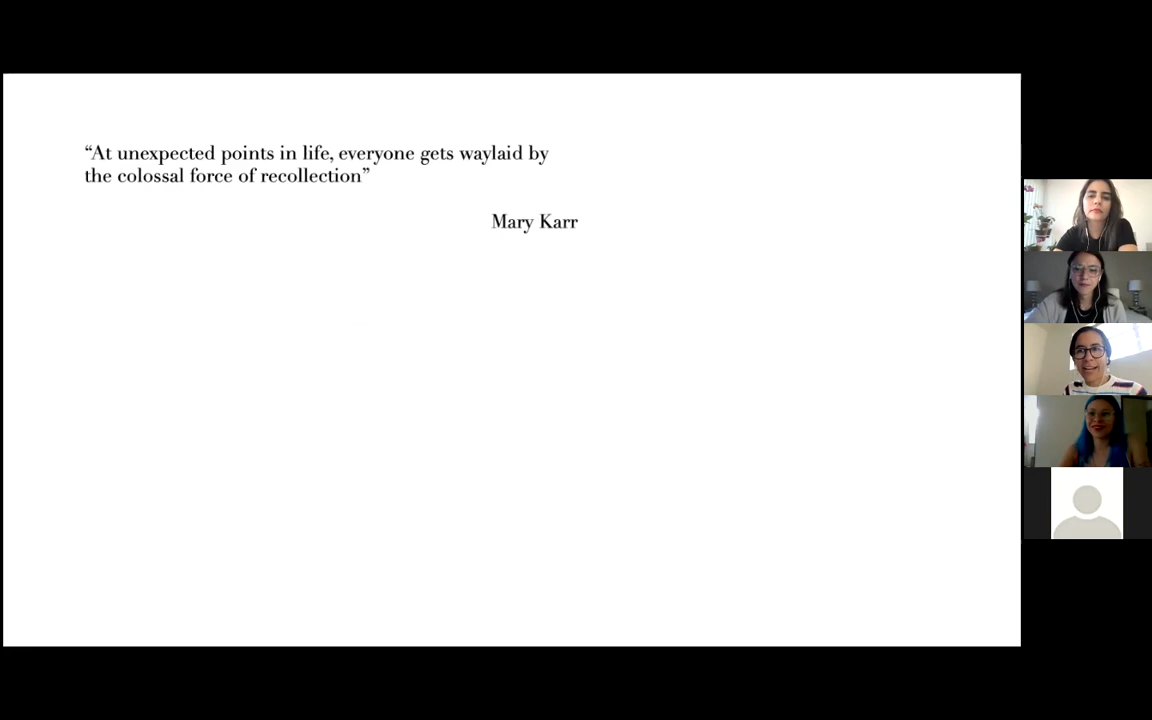 “At unexpected points in life, everyone gets waylaid by
the colossal force of recollection”
Mary Karr